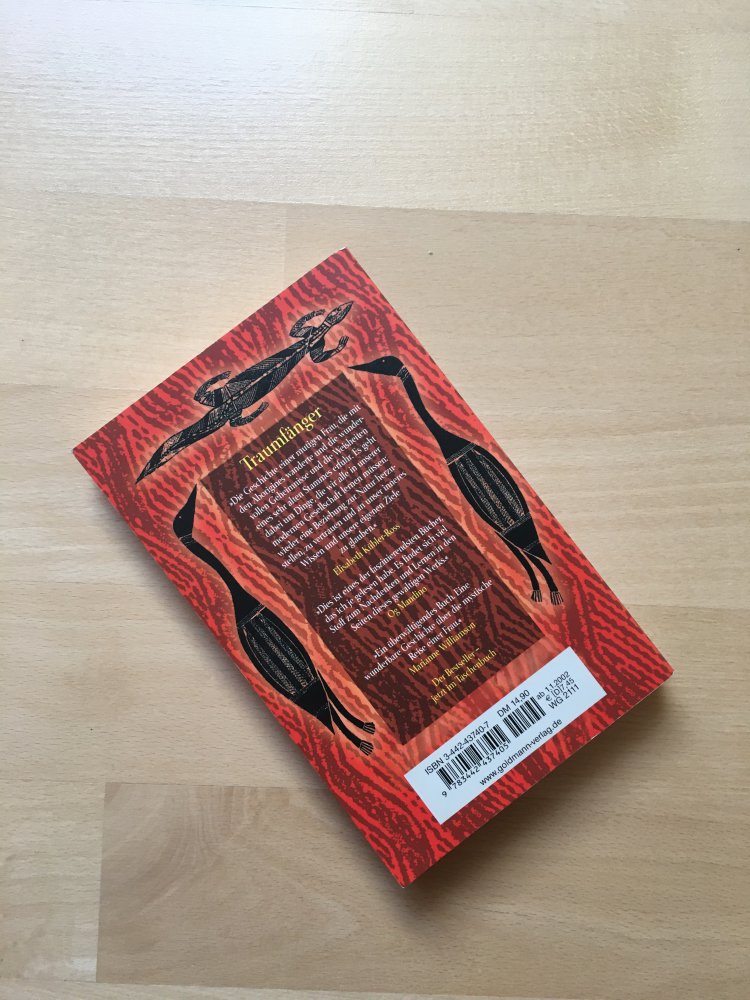 Traumfänger
»Die Geschichte einer mutigen Frau, die mit
den Aborigines wanderte und die wunder-
vollen Geheimnisse und die Weisheiten
eines sehr alten Stammes erfuhr. Es geht
dabei um Dinge, die wir alle in unserer
modernen Gesellschaft lernen müssen:
wieder eine Beziehung zur Natur herzu-
stellen, zu vertrauen und an unser inneres
Wissen und unsere eigenen Ziele
zu glauben.«
Elisabeth Kübler-Ross
»Dies ist eines der faszinierendsten Bücher,
das ich je gelesen habe. Es findet sich viel
Stoff zum Nachdenken und Lernen in den
Seiten dieses gewaltigen Werks.«
Og Mandino
»Ein überwältigendes Buch. Eine
wunderbare Geschichte über die mystische
Reise einer Frau.«
Marianne Williamson
Der Bestseller –
jetzt im Taschenbuch
ISBN 3-442-43740-7 DM 14,90
ab 1.1.2002
€ [D] 7,45
WG 2111
9 783442 437405
www.goldmann-verlag.de